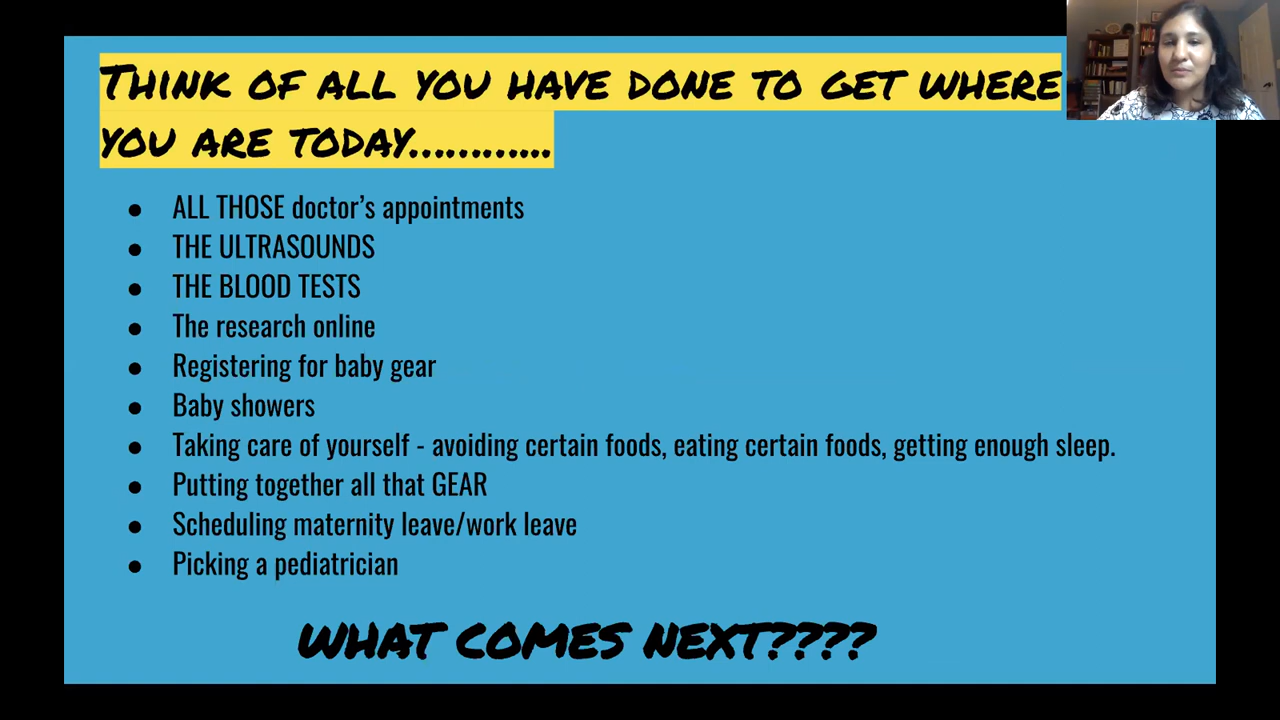 THINK OF ALL YOU HAVE DONE TO GET WHERE
YOU ARE TODAY............
● ALL THOSE doctor’s appointments
● THE ULTRASOUNDS
● THE BLOOD TESTS
● The research online
● Registering for baby gear
● Baby showers
● Taking care of yourself - avoiding certain foods, eating certain foods, getting enough sleep.
● Putting together all that GEAR
● Scheduling maternity leave/work leave
● Picking a pediatrician
WHAT COMES NEXT????